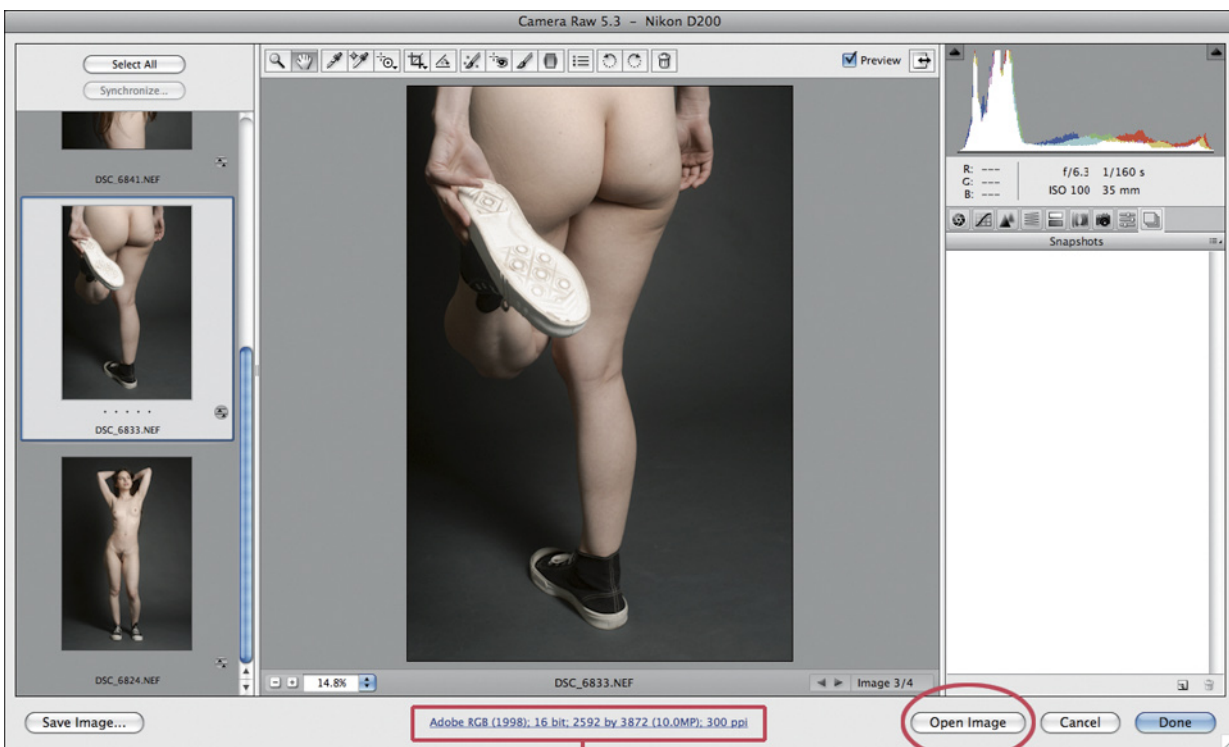 Camera Raw 5.3 – Nikon D200
Select All
Synchronize...
Preview
DSC_6841.NEF
R: ---
G: ---
B: ---
f/6.3 1/160 s
ISO 100 35 mm
Snapshots
DSC_6833.NEF
DSC_6824.NEF
14.8%
DSC_6833.NEF
Image 3/4
Save Image...
Adobe RGB (1998); 16 bit; 2592 by 3872 (10.0MP); 300 ppi
Open Image
Cancel
Done